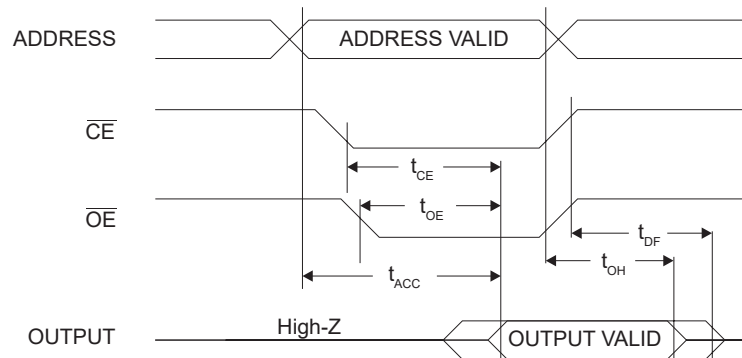 ADDRESS
ADDRESS VALID
CE
tCE
OE
tOE
tDF
tOH
tACC
OUTPUT
High-Z
OUTPUT VALID